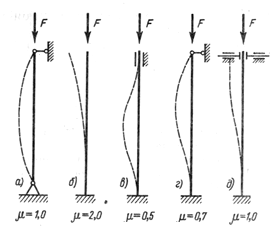 F F F F F
а) б) в) г) д)
μ=1,0 μ=2,0 μ=0,5 μ=0,7 μ=1,0